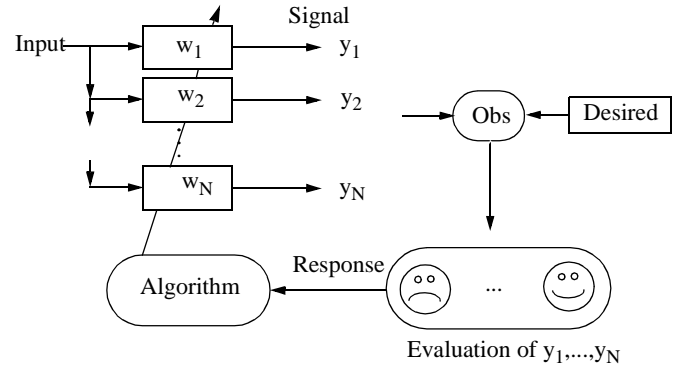 Signal
Input
w1
y1
w2
y2
Obs
Desired
wN
yN
Response
Algorithm
...
Evaluation of y1,...,yN